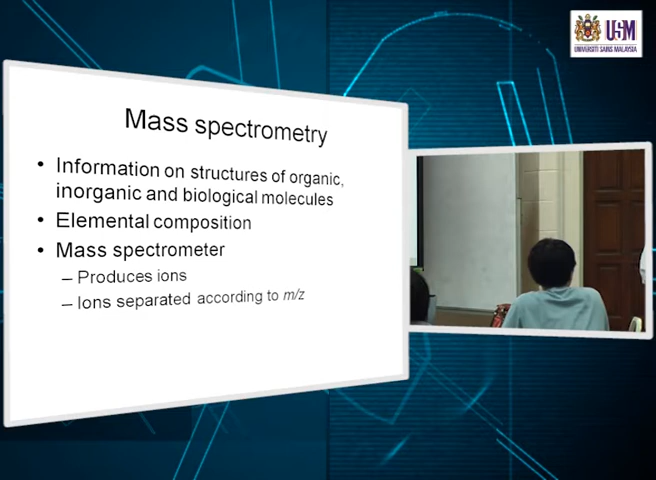 USM
UNIVERSITI SAINS MALAYSIA
Mass spectrometry
• Information on structures of organic,
inorganic and biological molecules
• Elemental composition
• Mass spectrometer
– Produces ions
– Ions separated according to m/z